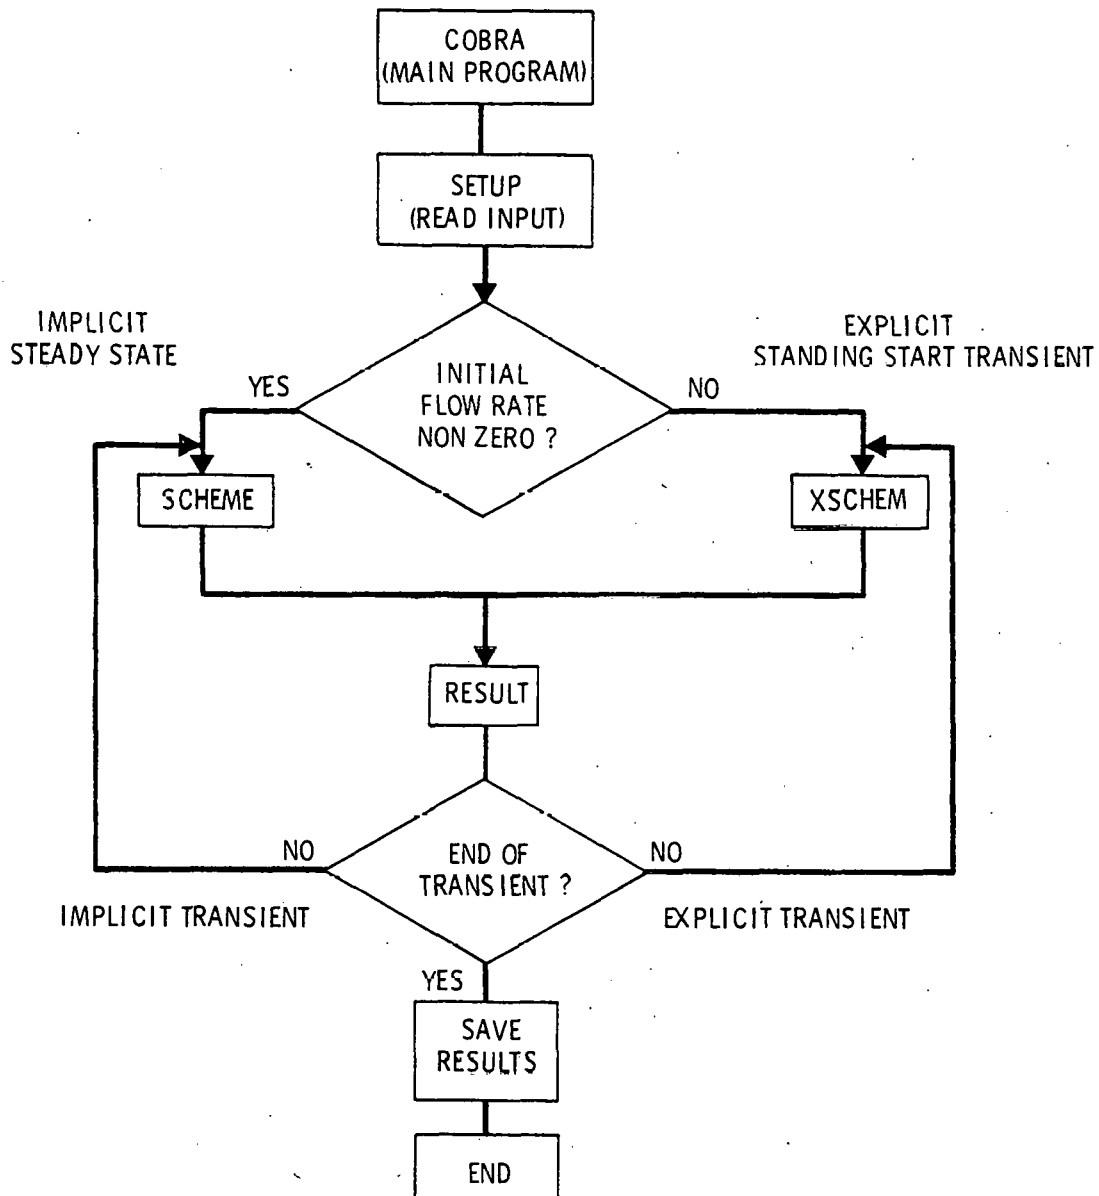 COBRA
(MAIN PROGRAM)
SETUP
(READ INPUT)
IMPLICIT
STEADY STATE
EXPLICIT
STANDING START TRANSIENT
YES
INITIAL
FLOW RATE
NON ZERO ?
NO
SCHEME
XSCHEM
RESULT
NO
END OF
TRANSIENT ?
NO
IMPLICIT TRANSIENT
EXPLICIT TRANSIENT
YES
SAVE
RESULTS
END